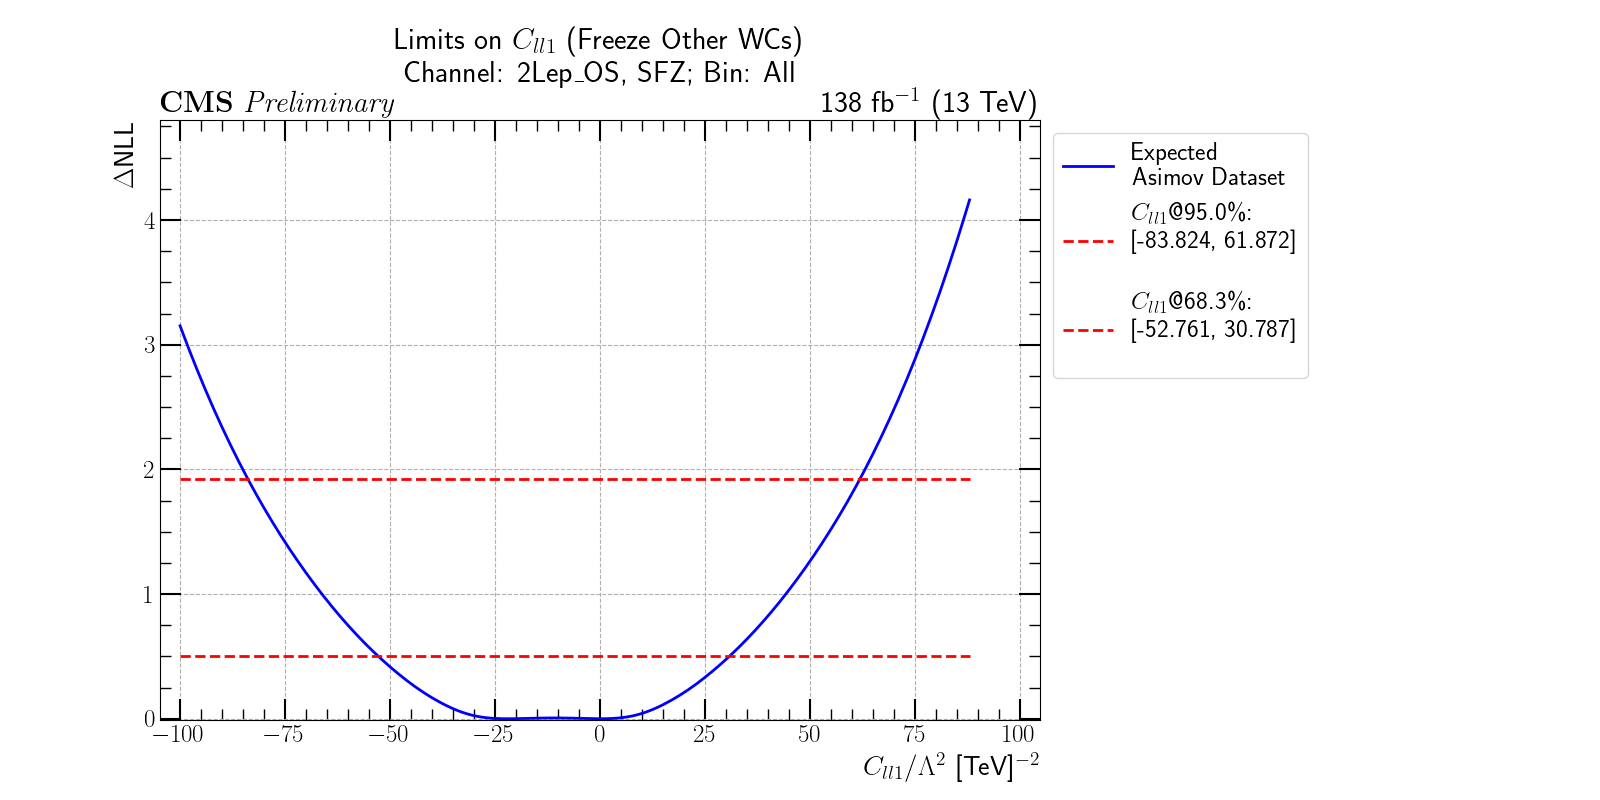 Limits on C_{ll1} (Freeze Other WCs)
Channel: 2Lep_OS, SFZ; Bin: All
CMS Preliminary
138 fb^{-1} (13 TeV)
ΔNLL
4
3
2
1
0
−100 −75 −50 −25 0 25 50 75 100
C_{ll1}/Λ^2 [TeV]^{-2}
Expected
Asimov Dataset
C_{ll1}@95.0%:
[-83.824, 61.872]
C_{ll1}@68.3%:
[-52.761, 30.787]